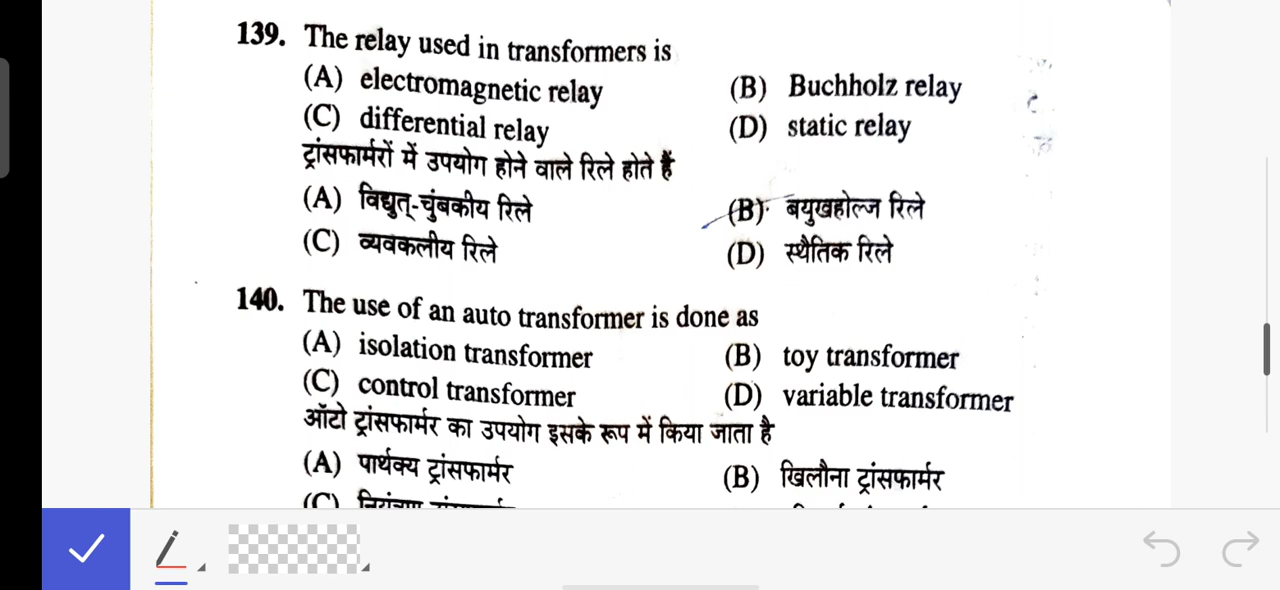 139. The relay used in transformers is
(A) electromagnetic relay (B) Buchholz relay
(C) differential relay (D) static relay
ट्रांसफार्मरों में उपयोग होने वाले रिले होते हैं
(A) विद्युत्-चुंबकीय रिले (B) बयुखहोल्ज रिले
(C) व्यवकलीय रिले (D) स्थैतिक रिले
140. The use of an auto transformer is done as
(A) isolation transformer (B) toy transformer
(C) control transformer (D) variable transformer
ऑटो ट्रांसफार्मर का उपयोग इसके रूप में किया जाता है
(A) पार्थक्य ट्रांसफार्मर (B) खिलौना ट्रांसफार्मर
(C)